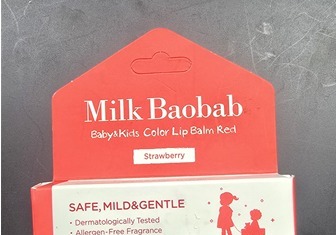 Milk Baobab
Baby&Kids Color Lip Balm Red
Strawberry
SAFE, MILD&GENTLE
• Dermatologically Tested
• Allergen-Free Fragrance